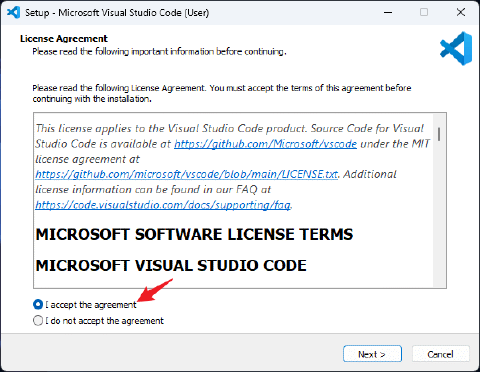 Setup - Microsoft Visual Studio Code (User)
License Agreement
Please read the following important information before continuing.
Please read the following License Agreement. You must accept the terms of this agreement before
continuing with the installation.
This license applies to the Visual Studio Code product. Source Code for Visual
Studio Code is available at https://github.com/Microsoft/vscode under the MIT
license agreement at
https://github.com/microsoft/vscode/blob/main/LICENSE.txt. Additional
license information can be found in our FAQ at
https://code.visualstudio.com/docs/supporting/faq.
MICROSOFT SOFTWARE LICENSE TERMS
MICROSOFT VISUAL STUDIO CODE
I accept the agreement
I do not accept the agreement
Next >
Cancel